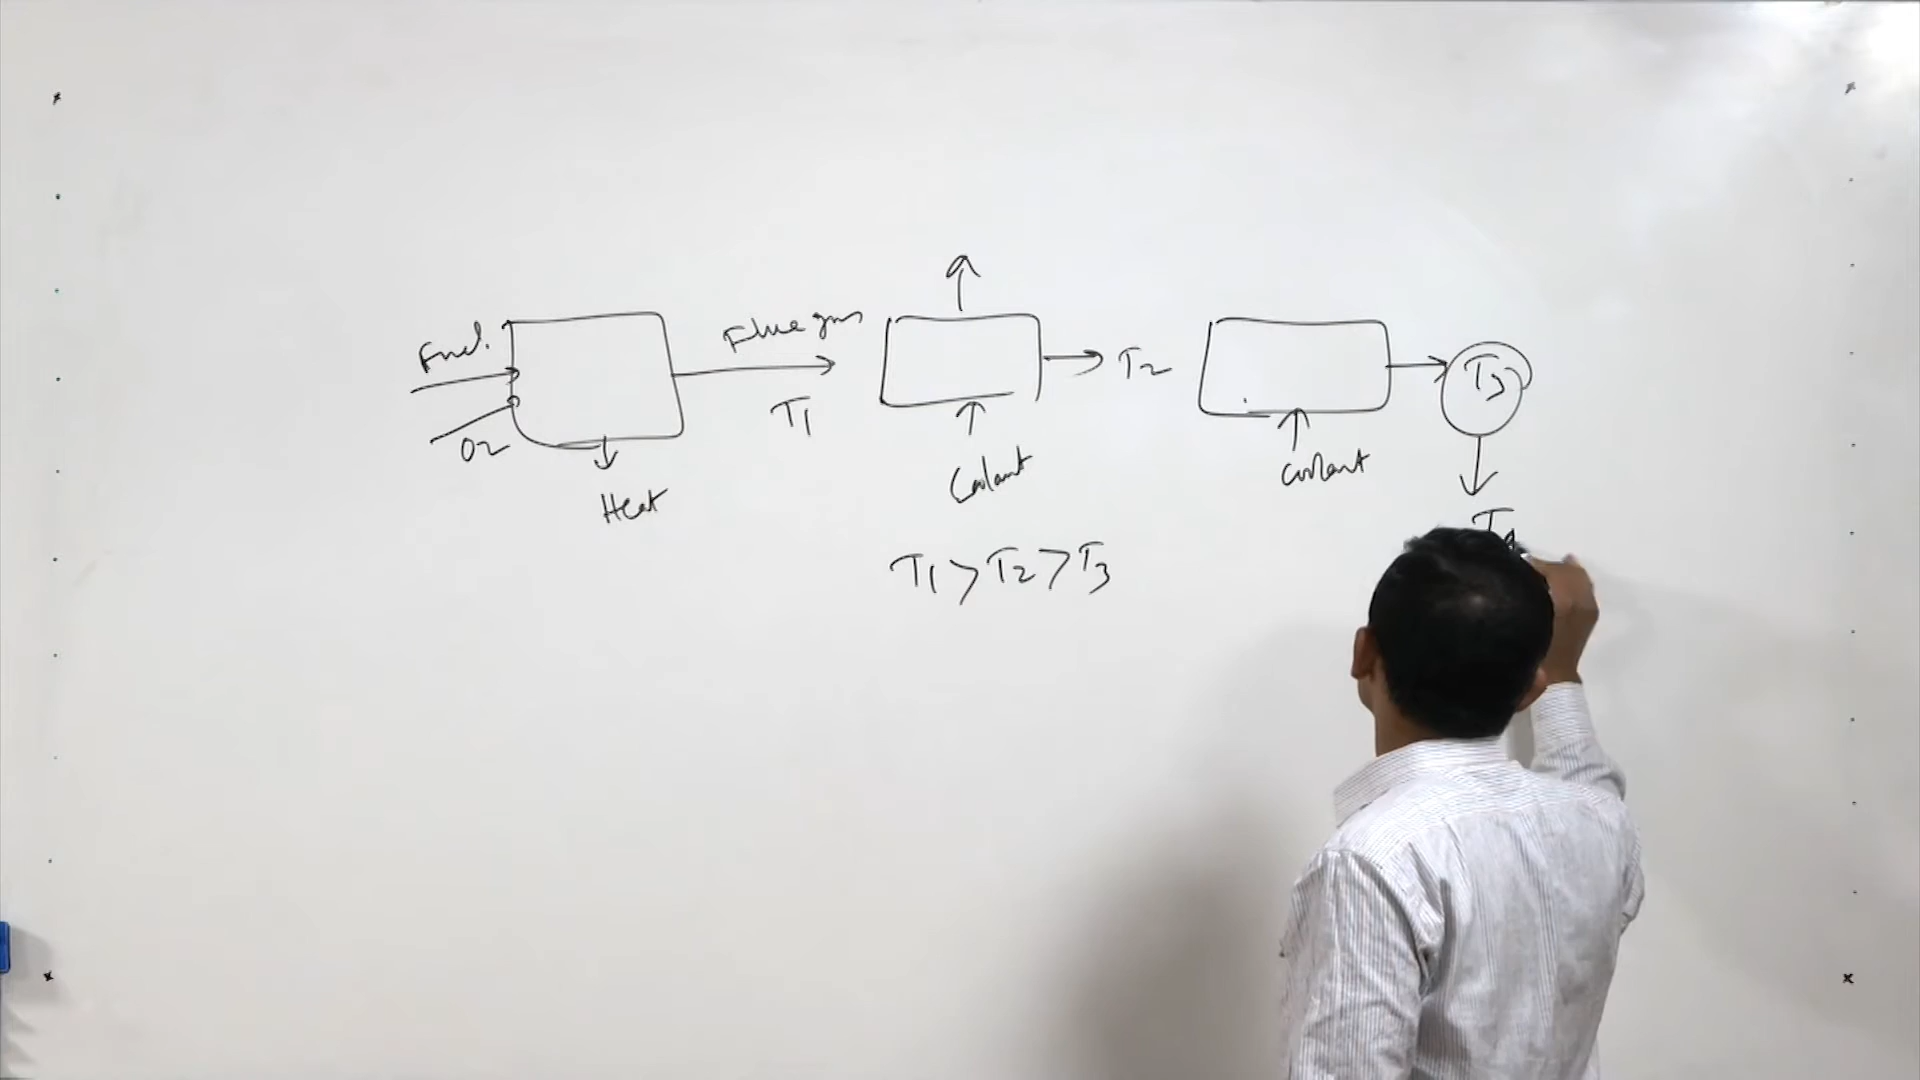 Fuel.
O2
Heat
Flue gas
T1
Coolant
T2
Coolant
T3
T1 > T2 > T3